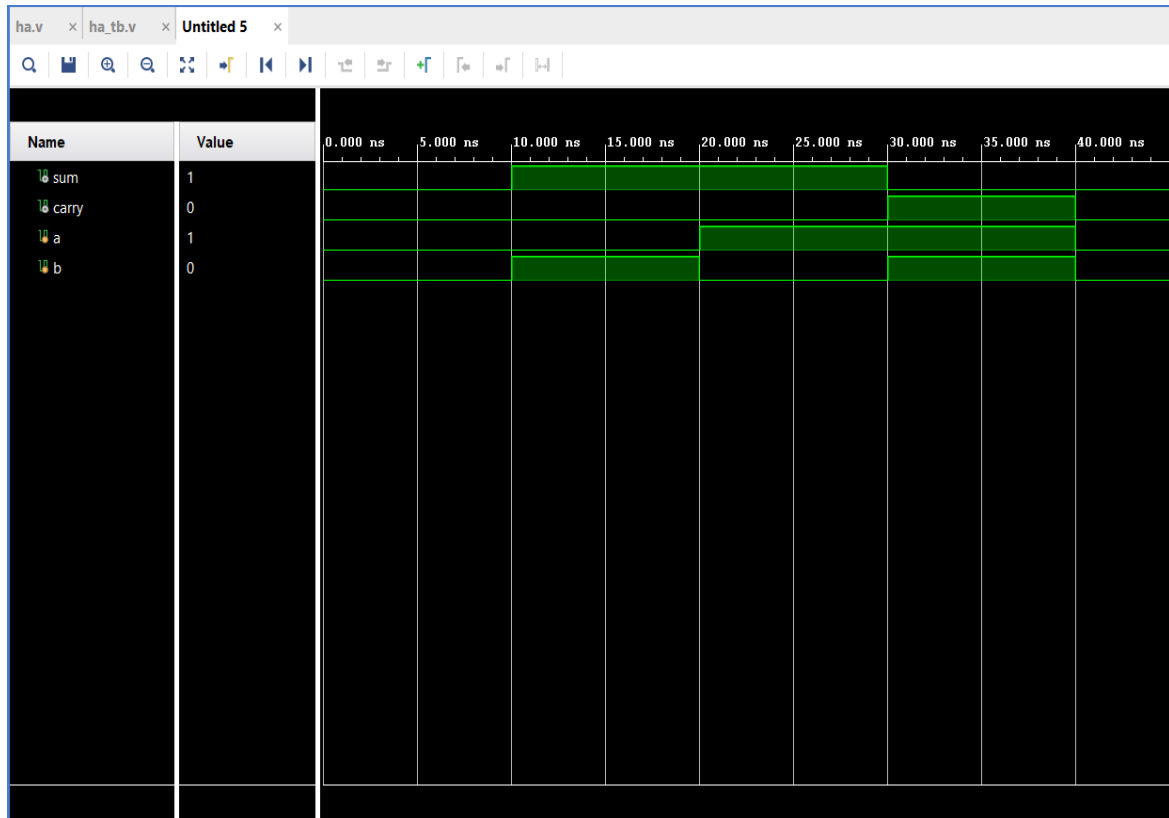 ha.v × ha_tb.v × Untitled 5 ×
Name Value 0.000 ns 5.000 ns 10.000 ns 15.000 ns 20.000 ns 25.000 ns 30.000 ns 35.000 ns 40.000 ns
sum 1
carry 0
a 1
b 0